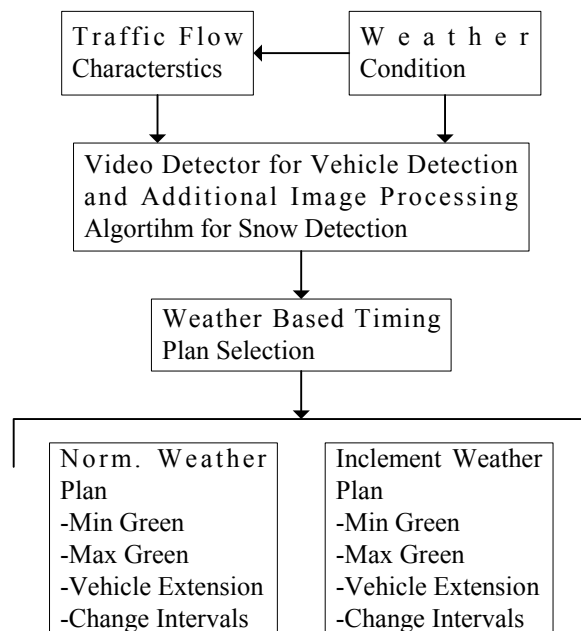 Traffic Flow
Characterstics
Weather
Condition
Video Detector for Vehicle Detection
and Additional Image Processing
Algortihm for Snow Detection
Weather Based Timing
Plan Selection
Norm. Weather
Plan
-Min Green
-Max Green
-Vehicle Extension
-Change Intervals
Inclement Weather
Plan
-Min Green
-Max Green
-Vehicle Extension
-Change Intervals